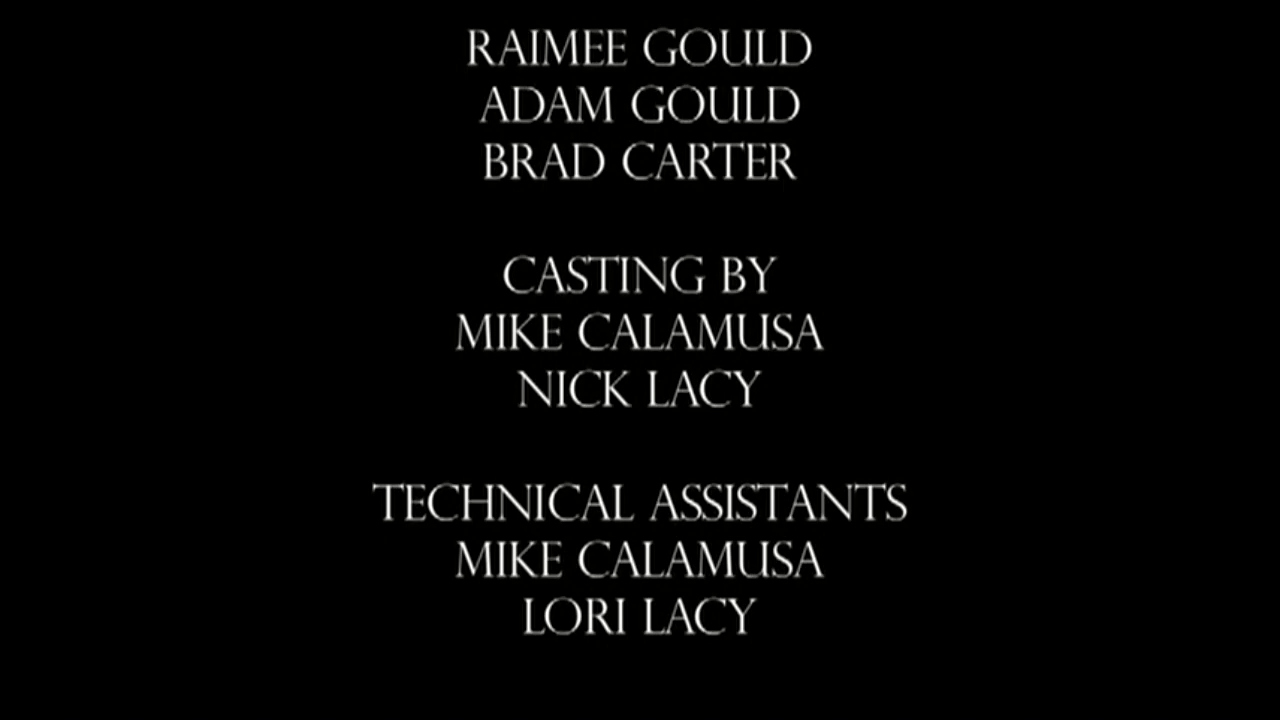 RAIMEE GOULD
ADAM GOULD
BRAD CARTER
CASTING BY
MIKE CALAMUSA
NICK LACY
TECHNICAL ASSISTANTS
MIKE CALAMUSA
LORI LACY